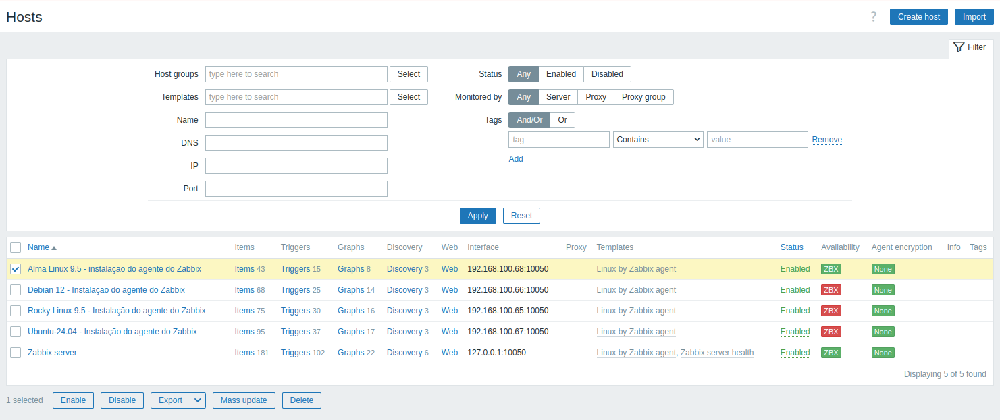 Hosts
? Create host Import
Filter
Host groups type here to search Select Status Any Enabled Disabled
Templates type here to search Select Monitored by Any Server Proxy Proxy group
Name Tags And/Or Or
DNS tag Contains value Remove
IP Add
Port
Apply Reset
Name Items Triggers Graphs Discovery Web Interface Proxy Templates Status Availability Agent encryption Info Tags
Alma Linux 9.5 - instalação do agente do Zabbix Items 43 Triggers 15 Graphs 8 Discovery 3 Web 192.168.100.68:10050 Linux by Zabbix agent Enabled ZBX None
Debian 12 - Instalação do agente do Zabbix Items 68 Triggers 25 Graphs 14 Discovery 3 Web 192.168.100.66:10050 Linux by Zabbix agent Enabled ZBX None
Rocky Linux 9.5 - Instalação do agente do Zabbix Items 75 Triggers 30 Graphs 16 Discovery 3 Web 192.168.100.65:10050 Linux by Zabbix agent Enabled ZBX None
Ubuntu-24.04 - Instalação do agente do Zabbix Items 95 Triggers 37 Graphs 17 Discovery 3 Web 192.168.100.67:10050 Linux by Zabbix agent Enabled ZBX None
Zabbix server Items 181 Triggers 102 Graphs 22 Discovery 6 Web 127.0.0.1:10050 Linux by Zabbix agent, Zabbix server health Enabled ZBX None
Displaying 5 of 5 found
1 selected Enable Disable Export Mass update Delete